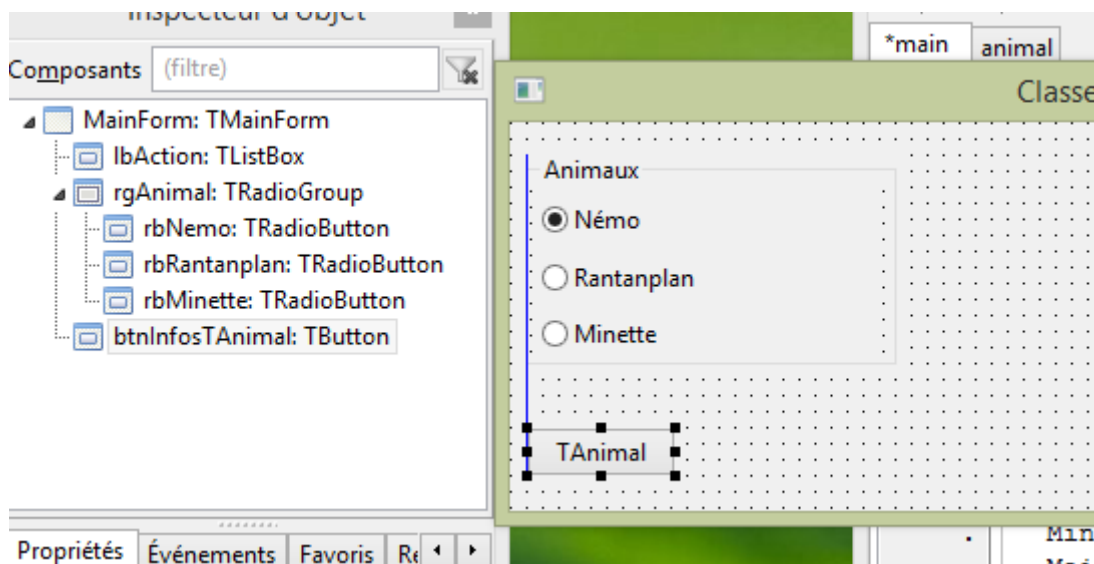 Inspecteur d'objet
Composants (filtre)
MainForm: TMainForm
lbAction: TListBox
rgAnimal: TRadioGroup
rbNemo: TRadioButton
rbRantanplan: TRadioButton
rbMinette: TRadioButton
btnInfosTAnimal: TButton
Propriétés Événements Favoris Re
*main animal
Classe
Animaux
Némo
Rantanplan
Minette
TAnimal
Min